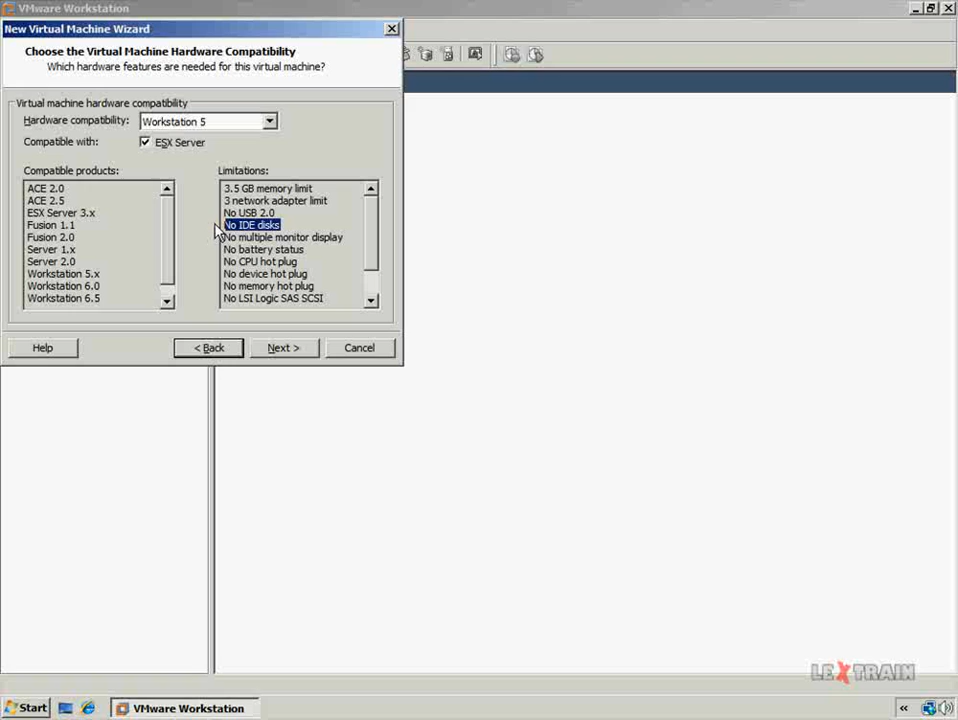 VMware Workstation
New Virtual Machine Wizard
Choose the Virtual Machine Hardware Compatibility
Which hardware features are needed for this virtual machine?
Virtual machine hardware compatibility
Hardware compatibility: Workstation 5
Compatible with: ESX Server
Compatible products:
ACE 2.0
ACE 2.5
ESX Server 3.x
Fusion 1.1
Fusion 2.0
Server 1.x
Server 2.0
Workstation 5.x
Workstation 6.0
Workstation 6.5
Limitations:
3.5 GB memory limit
3 network adapter limit
No USB 2.0
No IDE disks
No multiple monitor display
No battery status
No CPU hot plug
No device hot plug
No memory hot plug
No LSI Logic SAS SCSI
Help
< Back
Next >
Cancel
LEXTRAIN
Start
VMware Workstation
«